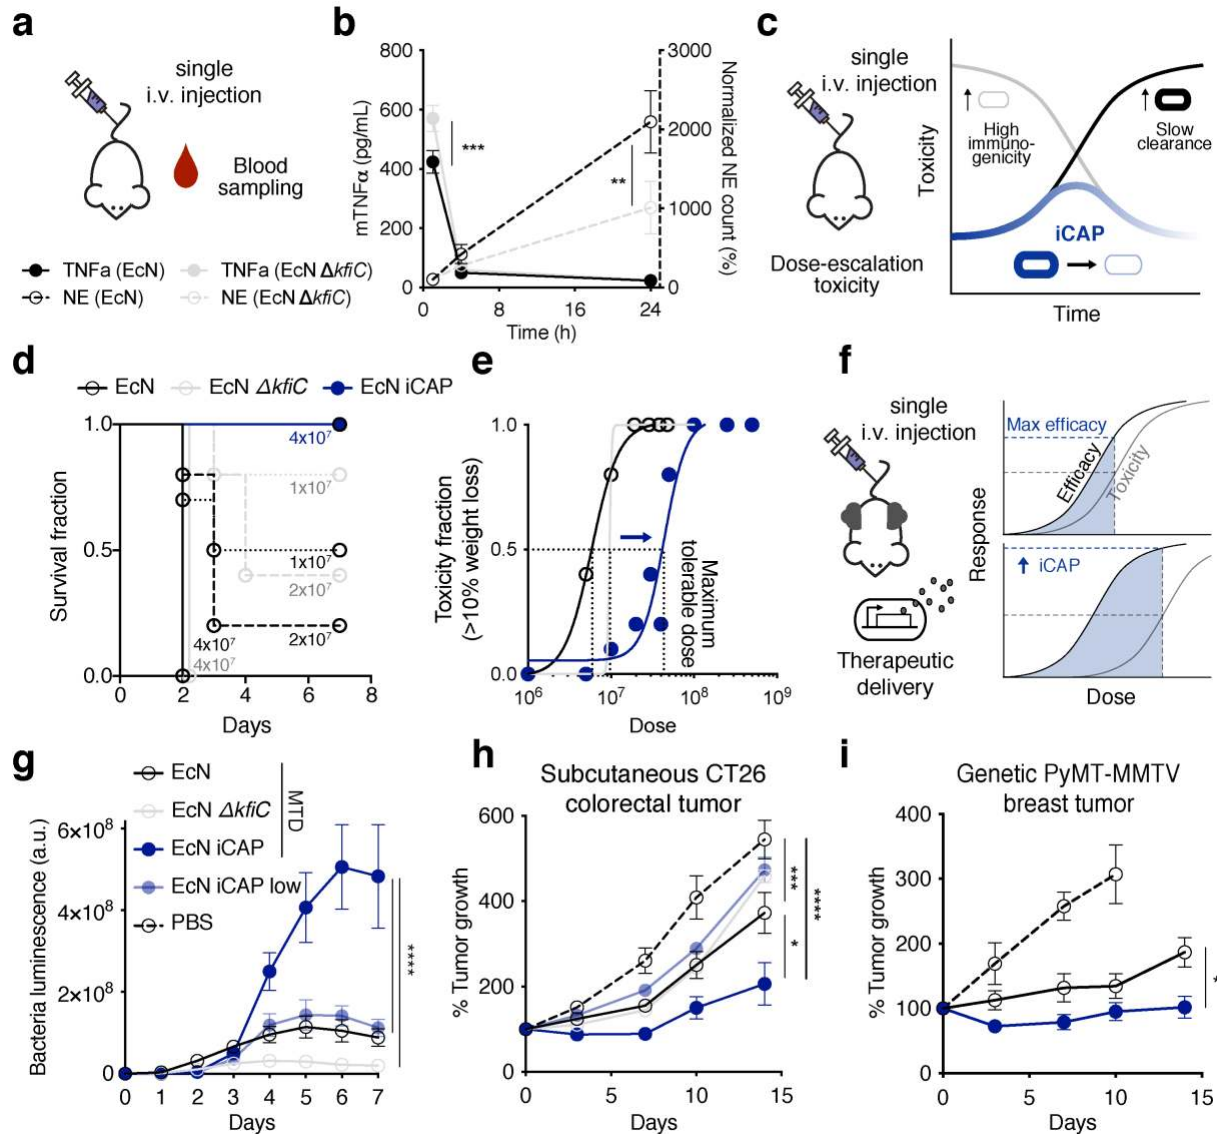 a
single
i.v. injection
Blood
sampling
TNFa (EcN)
TNFa (EcN ΔkfiC)
NE (EcN)
NE (EcN ΔkfiC)
b
800
600
400
200
0
mTNFα (pg/mL)
3000
2000
1000
0
Normalized NE count (%)
***
**
0
8
16
24
Time (h)
c
single
i.v. injection
Dose-escalation
toxicity
Toxicity
High
immuno-
genicity
Slow
clearance
iCAP
Time
d
EcN
EcN ΔkfiC
EcN iCAP
Survival fraction
1.0
0.5
0.0
4x10⁷
1x10⁷
1x10⁷
2x10⁷
2x10⁷
4x10⁷
4x10⁷
0
2
4
6
8
Days
e
Toxicity fraction
(>10% weight loss)
1.0
0.5
0.0
Maximum
tolerable dose
10⁶
10⁷
10⁸
10⁹
Dose
f
single
i.v. injection
Therapeutic
delivery
Response
Max efficacy
Efficacy
Toxicity
iCAP
Dose
g
EcN
EcN ΔkfiC
EcN iCAP
EcN iCAP low
PBS
MTD
Bacteria luminescence (a.u.)
6x10⁸
4x10⁸
2x10⁸
0
****
0
1
2
3
4
5
6
7
Days
h
Subcutaneous CT26
colorectal tumor
% Tumor growth
600
400
200
0
***
*
****
0
5
10
15
Days
i
Genetic PyMT-MMTV
breast tumor
% Tumor growth
400
300
200
100
0
*
0
5
10
15
Days